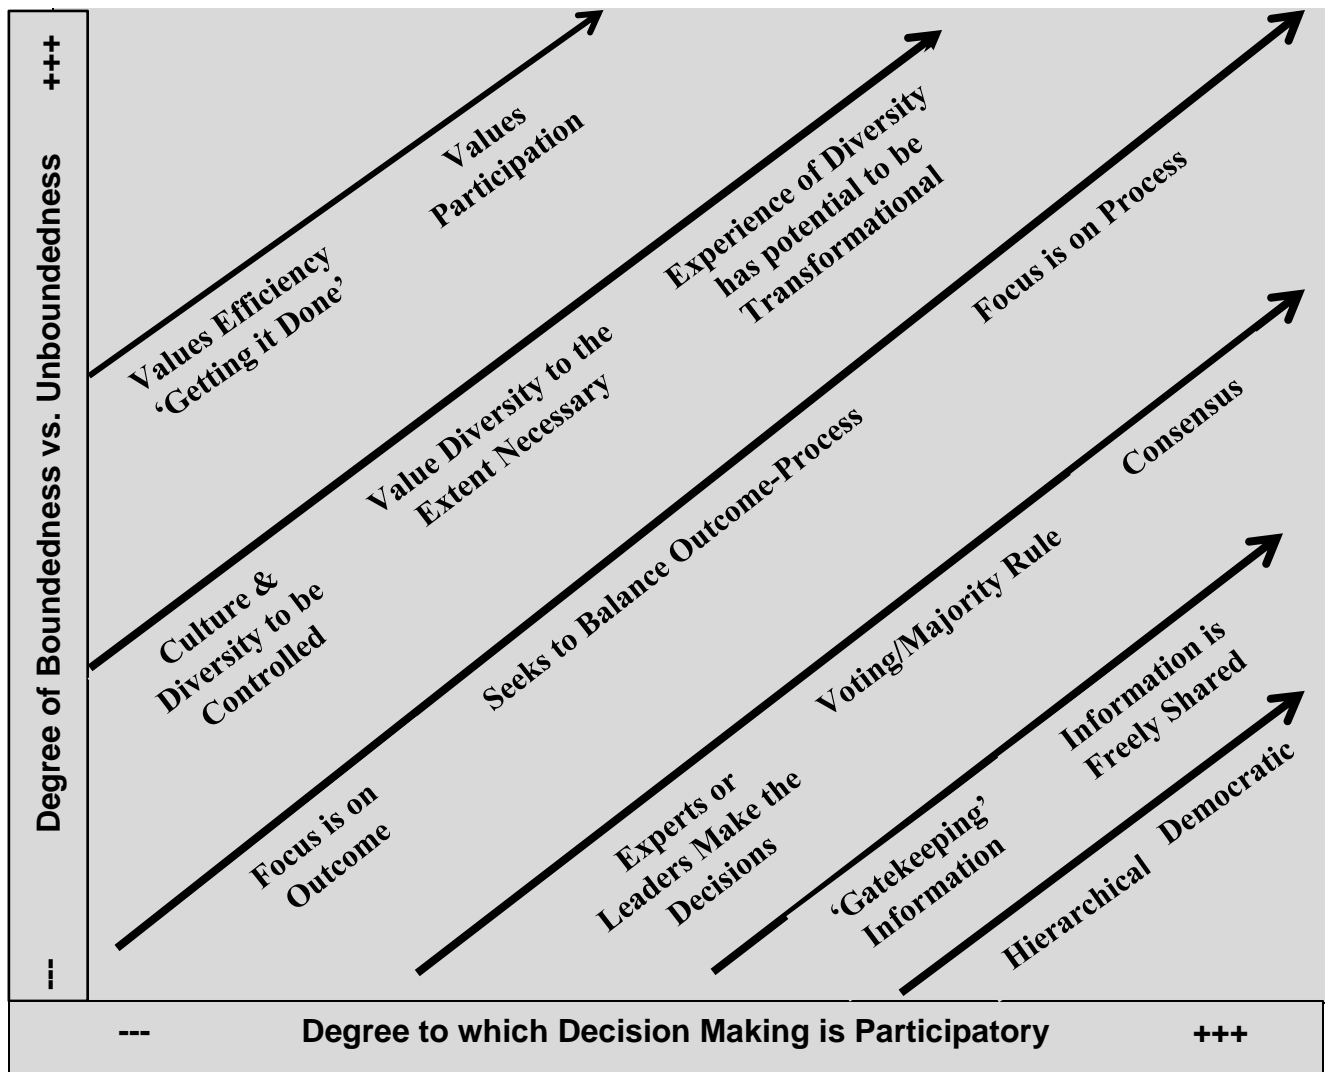 +++
Degree of Boundedness vs. Unboundedness
---
Values Efficiency
‘Getting it Done’
Values
Participation
Culture &
Diversity to be
Controlled
Value Diversity to the
Extent Necessary
Experience of Diversity
has potential to be
Transformational
Focus is on
Outcome
Seeks to Balance Outcome-Process
Focus is on Process
Experts or
Leaders Make the
Decisions
Voting/Majority Rule
Consensus
‘Gatekeeping’
Information
Information is
Freely Shared
Hierarchical
Democratic
--- Degree to which Decision Making is Participatory +++